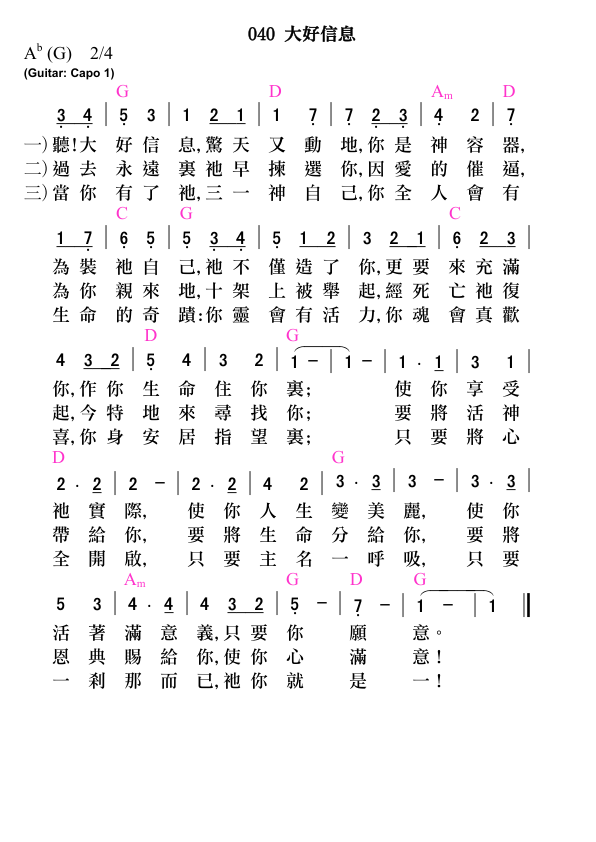 040 大好信息
A♭ (G) 2/4
(Guitar: Capo 1)
G D Am D
3 4 | 5 3 | 1 2 1 | 1 7 | 7 2 3 | 4 2 | 7
一) 聽!大 好 信 息,驚 天 又 動 地,你 是 神 容 器,
二) 過 去 永 遠 裏 祂 早 揀 選 你,因 愛 的 催 逼,
三) 當 你 有 了 祂,三 一 神 自 己,你 全 人 會 有
C G C
1 7 | 6 5 | 5 3 4 | 5 1 2 | 3 2 1 | 6 2 3
為 裝 祂 自 己,祂 不 僅 造 了 你,更 要 來 充 滿
為 你 親 來 地,十 架 上 被 舉 起,經 死 亡 祂 復
生 命 的 奇 蹟:你 靈 會 有 活 力,你 魂 會 真 歡
D G
4 3 2 | 5 4 | 3 2 | 1 – | 1 – | 1 . 1 | 3 1
你,作 你 生 命 住 你 裏; 使 你 享 受
起,今 特 地 來 尋 找 你; 要 將 活 神
喜,你 身 安 居 指 望 裏; 只 要 將 心
D G
2 . 2 | 2 – | 2 . 2 | 4 2 | 3 . 3 | 3 – | 3 . 3
祂 實 際, 使 你 人 生 變 美 麗, 使 你
帶 給 你, 要 將 生 命 分 給 你, 要 將
全 開 啟, 只 要 主 名 一 呼 吸, 只 要
Am G D G
5 3 | 4 . 4 | 4 3 2 | 5 – | 7 – | 1 – | 1
活 著 滿 意 義,只 要 你 願 意。
恩 典 賜 給 你,使 你 心 滿 意!
一 剎 那 而 已,祂 你 就 是 一!